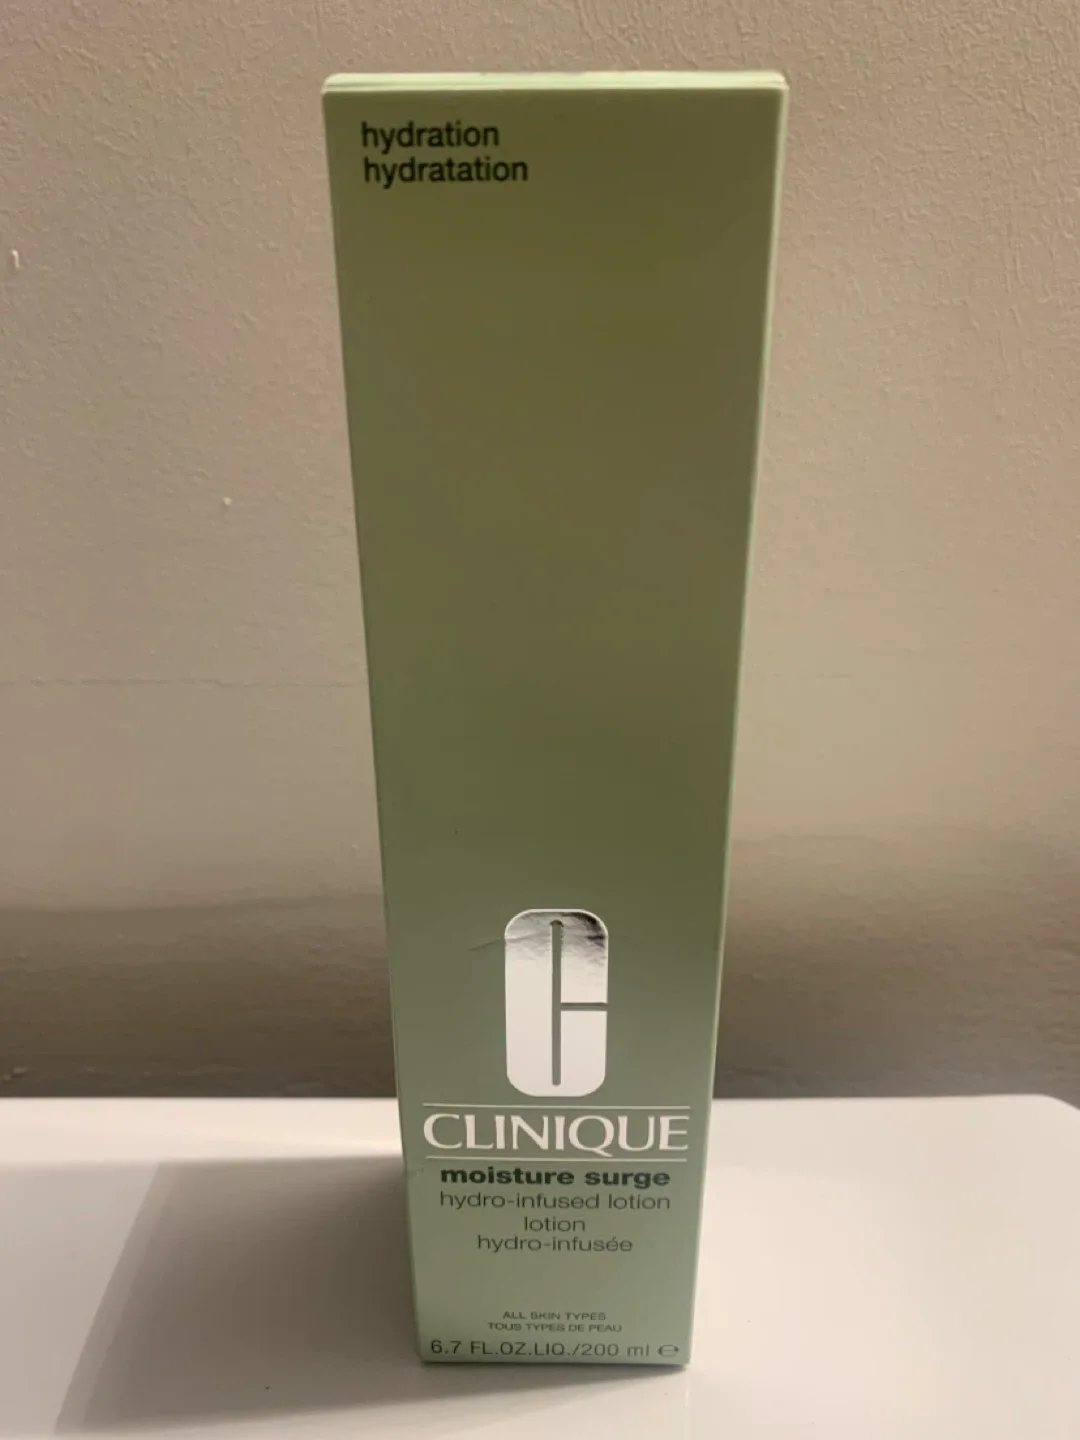 hydration
hydratation
CLINIQUE
moisture surge
hydro-infused lotion
lotion
hydro-infusée
ALL SKIN TYPES
TOUS TYPES DE PEAU
6.7 FL.OZ.LIQ./200 ml ℮